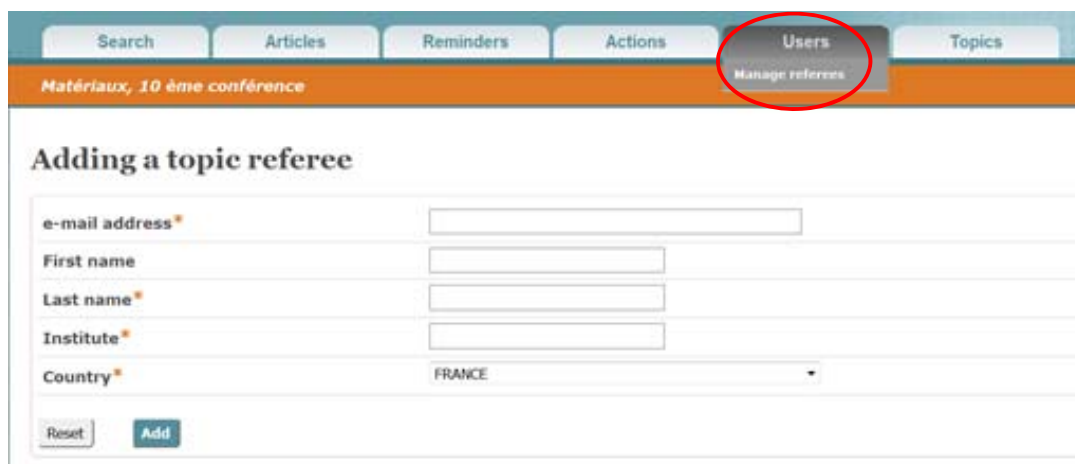 Search Articles Reminders Actions Users Topics
Manage referees
Matériaux, 10 ème conférence
Adding a topic referee
e-mail address*
First name
Last name*
Institute*
Country* FRANCE
Reset Add